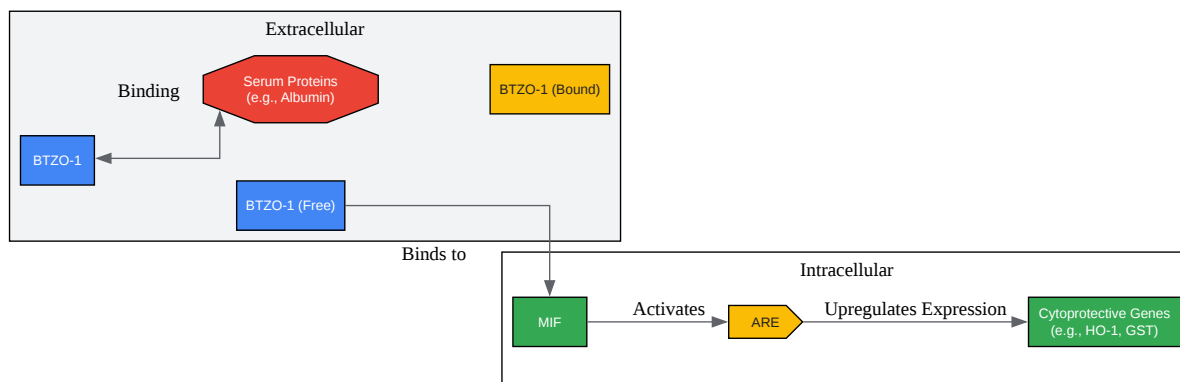 Extracellular
Serum Proteins
(e.g., Albumin)
Binding
BTZO-1 (Bound)
BTZO-1
BTZO-1 (Free)
Binds to
Intracellular
MIF
Activates
ARE
Upregulates Expression
Cytoprotective Genes
(e.g., HO-1, GST)